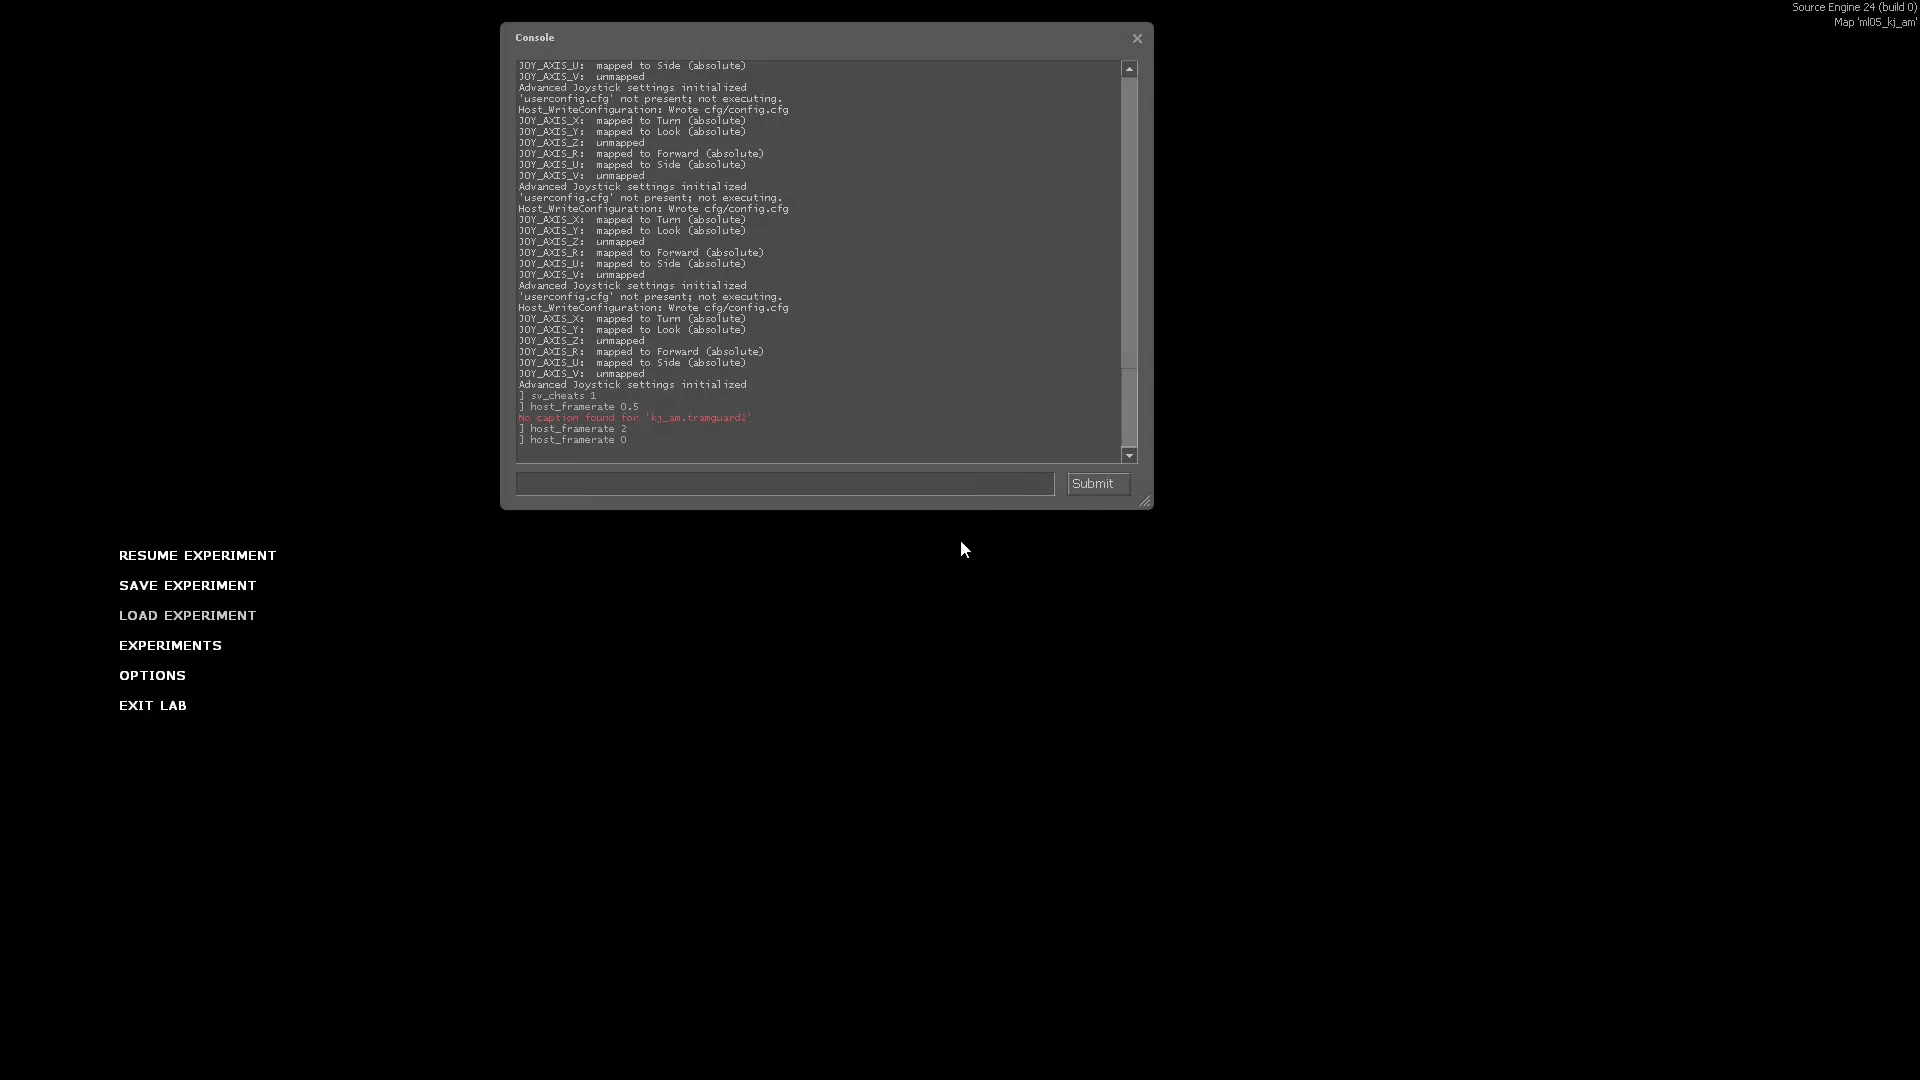 Source Engine 24 (build 0)
Map 'ml05_kj_am'
Console
JOY_AXIS_U:  mapped to Side (absolute)
JOY_AXIS_V:  unmapped
Advanced Joystick settings initialized
'userconfig.cfg' not present; not executing.
Host_WriteConfiguration: Wrote cfg/config.cfg
JOY_AXIS_X:  mapped to Turn (absolute)
JOY_AXIS_Y:  mapped to Look (absolute)
JOY_AXIS_Z:  unmapped
JOY_AXIS_R:  mapped to Forward (absolute)
JOY_AXIS_U:  mapped to Side (absolute)
JOY_AXIS_V:  unmapped
Advanced Joystick settings initialized
'userconfig.cfg' not present; not executing.
Host_WriteConfiguration: Wrote cfg/config.cfg
JOY_AXIS_X:  mapped to Turn (absolute)
JOY_AXIS_Y:  mapped to Look (absolute)
JOY_AXIS_Z:  unmapped
JOY_AXIS_R:  mapped to Forward (absolute)
JOY_AXIS_U:  mapped to Side (absolute)
JOY_AXIS_V:  unmapped
Advanced Joystick settings initialized
'userconfig.cfg' not present; not executing.
Host_WriteConfiguration: Wrote cfg/config.cfg
JOY_AXIS_X:  mapped to Turn (absolute)
JOY_AXIS_Y:  mapped to Look (absolute)
JOY_AXIS_Z:  unmapped
JOY_AXIS_R:  mapped to Forward (absolute)
JOY_AXIS_U:  mapped to Side (absolute)
JOY_AXIS_V:  unmapped
Advanced Joystick settings initialized
] sv_cheats 1
] host_framerate 0.5
No caption found for 'kj_am.tramguard2'
] host_framerate 2
] host_framerate 0
Submit
RESUME EXPERIMENT
SAVE EXPERIMENT
LOAD EXPERIMENT
EXPERIMENTS
OPTIONS
EXIT LAB